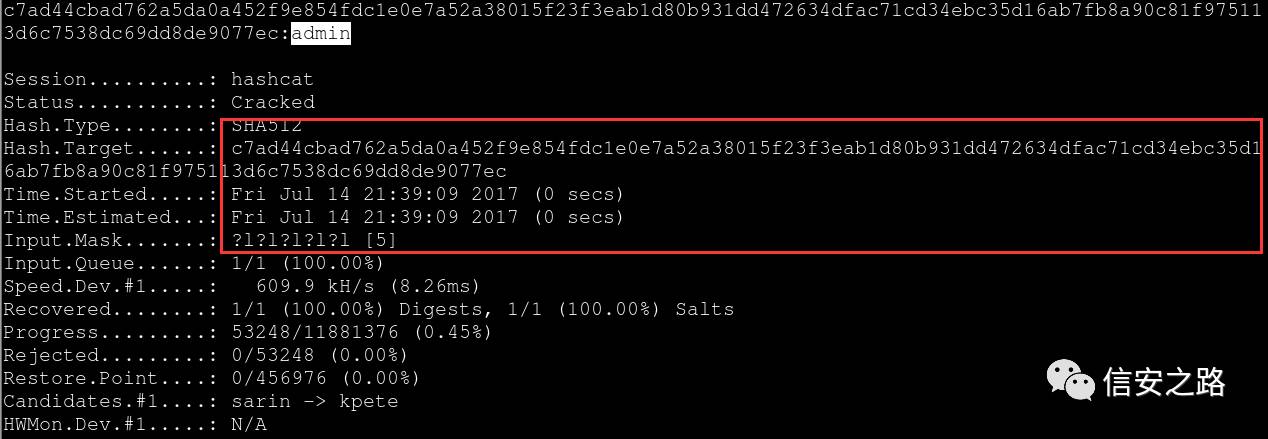 c7ad44cbad762a5da0a452f9e854fdc1e0e7a52a38015f23f3eab1d80b931dd472634dfac71cd34ebc35d16ab7fb8a90c81f975113d6c7538dc69dd8de9077ec:admin
Session..........: hashcat
Status...........: Cracked
Hash.Type........: SHA512
Hash.Target......: c7ad44cbad762a5da0a452f9e854fdc1e0e7a52a38015f23f3eab1d80b931dd472634dfac71cd34ebc35d1
6ab7fb8a90c81f975113d6c7538dc69dd8de9077ec
Time.Started.....: Fri Jul 14 21:39:09 2017 (0 secs)
Time.Estimated...: Fri Jul 14 21:39:09 2017 (0 secs)
Input.Mask.......: ?l?l?l?l?l [5]
Input.Queue......: 1/1 (100.00%)
Speed.Dev.#1.....:   609.9 kH/s (8.26ms)
Recovered........: 1/1 (100.00%) Digests, 1/1 (100.00%) Salts
Progress.........: 53248/11881376 (0.45%)
Rejected.........: 0/53248 (0.00%)
Restore.Point....: 0/456976 (0.00%)
Candidates.#1....: sarin -> kpete
HWMon.Dev.#1.....: N/A
信安之路